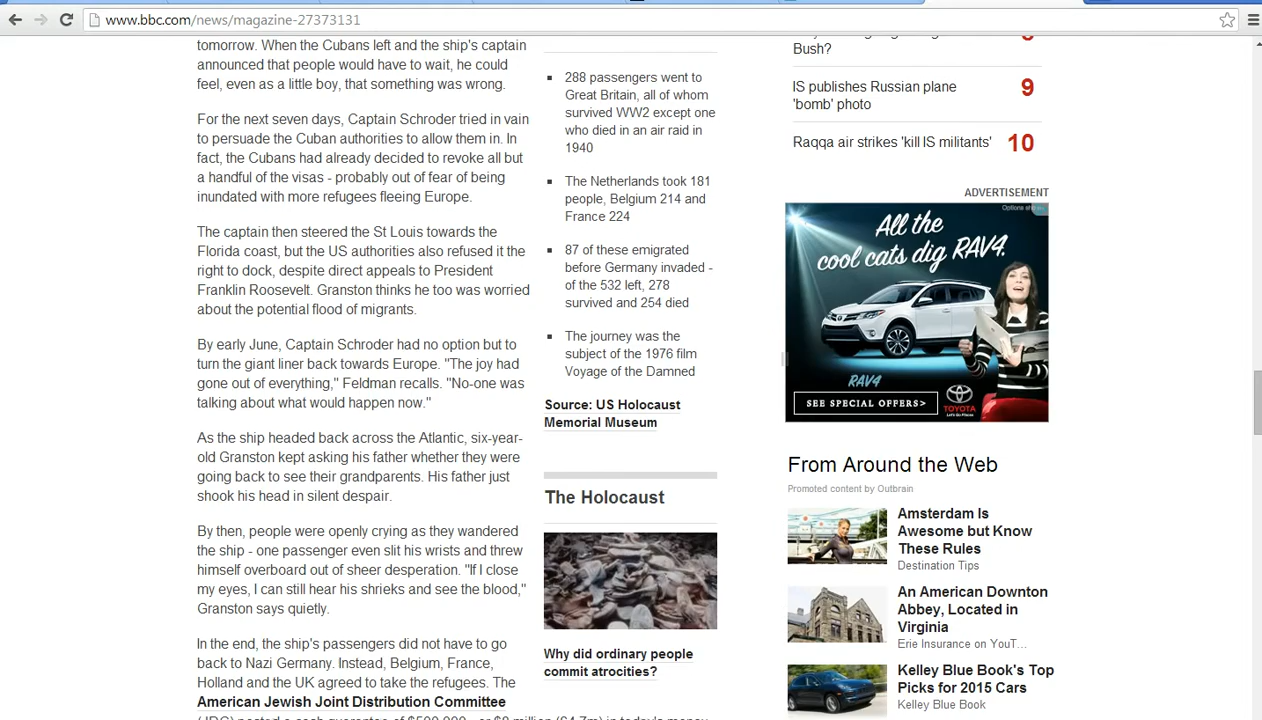 www.bbc.com/news/magazine-27373131
tomorrow. When the Cubans left and the ship's captain
announced that people would have to wait, he could
feel, even as a little boy, that something was wrong.
For the next seven days, Captain Schroder tried in vain
to persuade the Cuban authorities to allow them in. In
fact, the Cubans had already decided to revoke all but
a handful of the visas - probably out of fear of being
inundated with more refugees fleeing Europe.
The captain then steered the St Louis towards the
Florida coast, but the US authorities also refused it the
right to dock, despite direct appeals to President
Franklin Roosevelt. Granston thinks he too was worried
about the potential flood of migrants.
By early June, Captain Schroder had no option but to
turn the giant liner back towards Europe. "The joy had
gone out of everything," Feldman recalls. "No-one was
talking about what would happen now."
As the ship headed back across the Atlantic, six-year-
old Granston kept asking his father whether they were
going back to see their grandparents. His father just
shook his head in silent despair.
By then, people were openly crying as they wandered
the ship - one passenger even slit his wrists and threw
himself overboard out of sheer desperation. "If I close
my eyes, I can still hear his shrieks and see the blood,"
Granston says quietly.
In the end, the ship's passengers did not have to go
back to Nazi Germany. Instead, Belgium, France,
Holland and the UK agreed to take the refugees. The
American Jewish Joint Distribution Committee
(JDC) posted a cash guarantee of $500,000 - or $8 million (£4.7m) in today's money
288 passengers went to
Great Britain, all of whom
survived WW2 except one
who died in an air raid in
1940
The Netherlands took 181
people, Belgium 214 and
France 224
87 of these emigrated
before Germany invaded -
of the 532 left, 278
survived and 254 died
The journey was the
subject of the 1976 film
Voyage of the Damned
Source: US Holocaust
Memorial Museum
The Holocaust
Why did ordinary people
commit atrocities?
Bush?
IS publishes Russian plane 9
'bomb' photo
Raqqa air strikes 'kill IS militants' 10
ADVERTISEMENT
All the
cool cats dig RAV4.
RAV4
SEE SPECIAL OFFERS>
TOYOTA
Let's Go Places
From Around the Web
Promoted content by Outbrain
Amsterdam Is
Awesome but Know
These Rules
Destination Tips
An American Downton
Abbey, Located in
Virginia
Erie Insurance on YouT…
Kelley Blue Book's Top
Picks for 2015 Cars
Kelley Blue Book